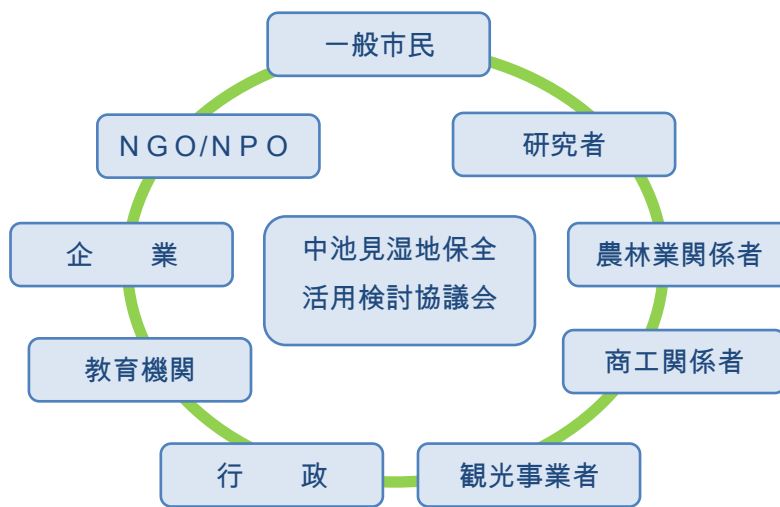 一般市民
NGO/NPO
研究者
企　　業
中池見湿地保全
活用検討協議会
農林業関係者
教育機関
商工関係者
行　　政
観光事業者